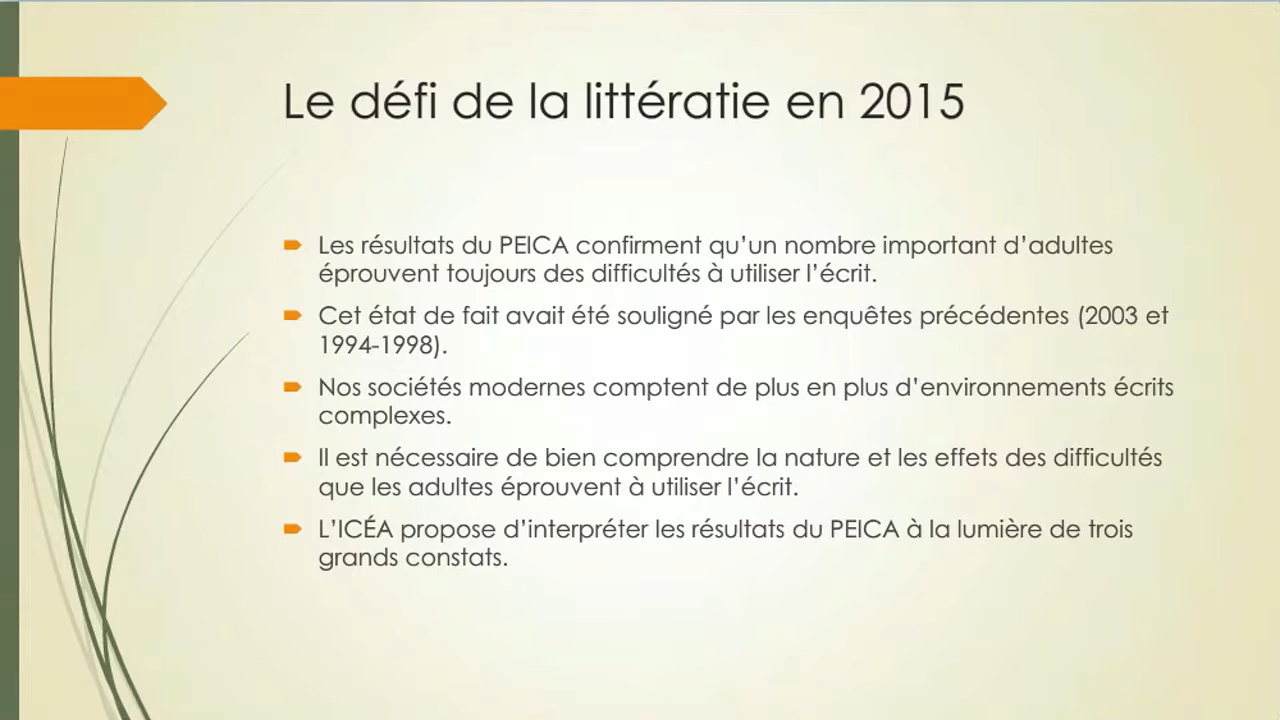 Le défi de la littératie en 2015
Les résultats du PEICA confirment qu’un nombre important d’adultes
éprouvent toujours des difficultés à utiliser l’écrit.
Cet état de fait avait été souligné par les enquêtes précédentes (2003 et
1994-1998).
Nos sociétés modernes comptent de plus en plus d’environnements écrits
complexes.
Il est nécessaire de bien comprendre la nature et les effets des difficultés
que les adultes éprouvent à utiliser l’écrit.
L’ICÉA propose d’interpréter les résultats du PEICA à la lumière de trois
grands constats.